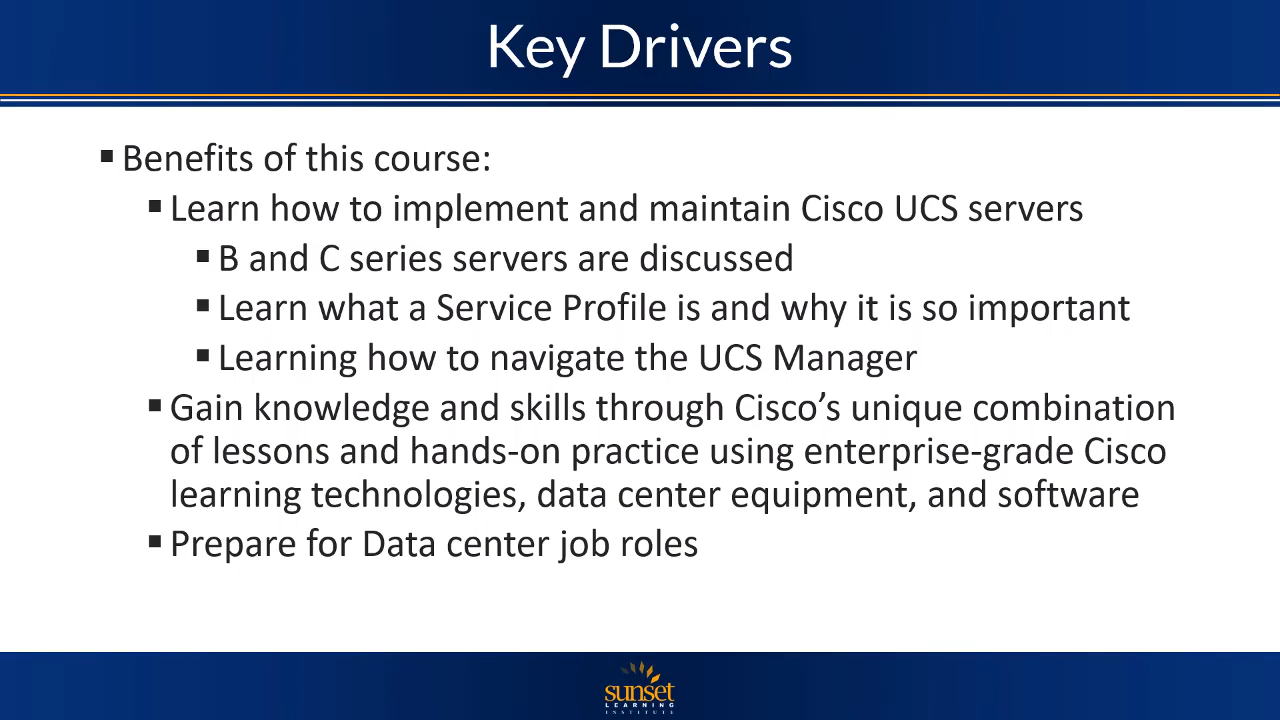 Key Drivers
▪ Benefits of this course:
▪ Learn how to implement and maintain Cisco UCS servers
▪ B and C series servers are discussed
▪ Learn what a Service Profile is and why it is so important
▪ Learning how to navigate the UCS Manager
▪ Gain knowledge and skills through Cisco’s unique combination
of lessons and hands-on practice using enterprise-grade Cisco
learning technologies, data center equipment, and software
▪ Prepare for Data center job roles
sunset
LEARNING
INSTITUTE